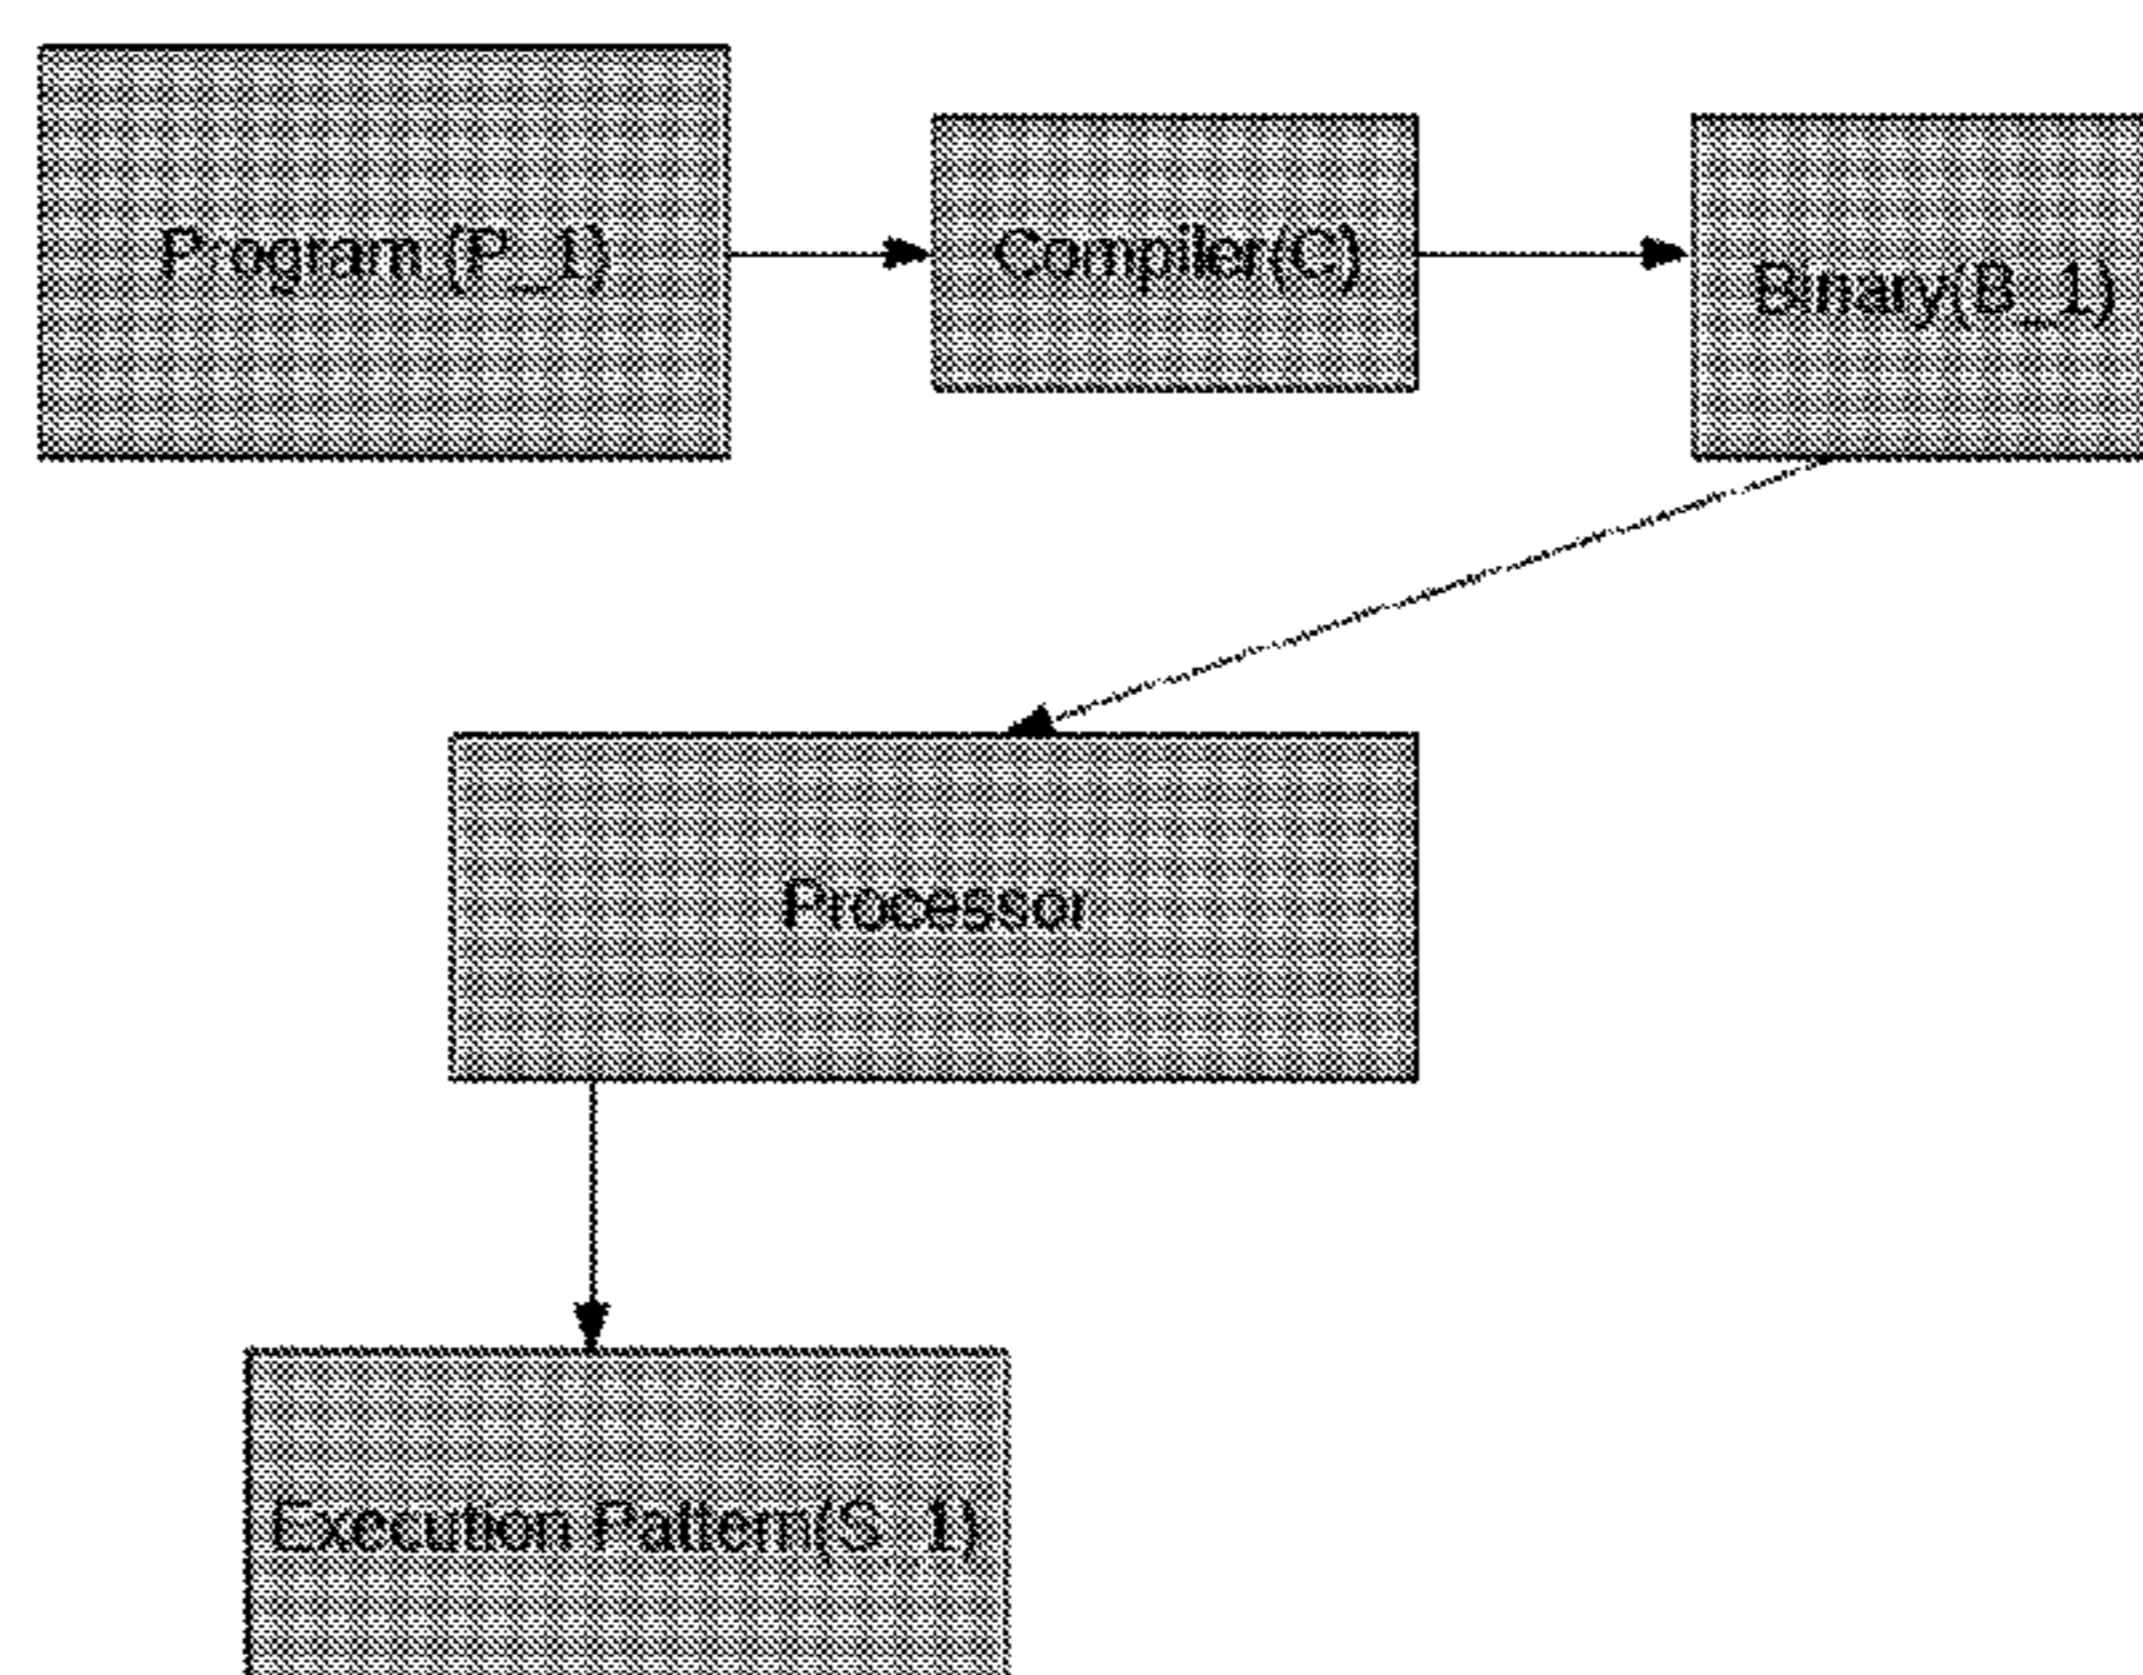 Program (P_1)
Compiler(C)
Binary(B_1)
Processor
Execution Pattern(S_1)